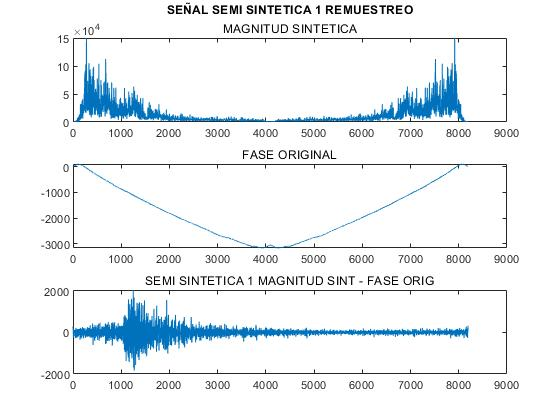 SEÑAL SEMI SINTETICA 1 REMUESTREO
MAGNITUD SINTETICA
×10⁴
15
10
5
0
0 1000 2000 3000 4000 5000 6000 7000 8000 9000
FASE ORIGINAL
0
-1000
-2000
-3000
0 1000 2000 3000 4000 5000 6000 7000 8000 9000
SEMI SINTETICA 1 MAGNITUD SINT - FASE ORIG
2000
0
-2000
0 1000 2000 3000 4000 5000 6000 7000 8000 9000